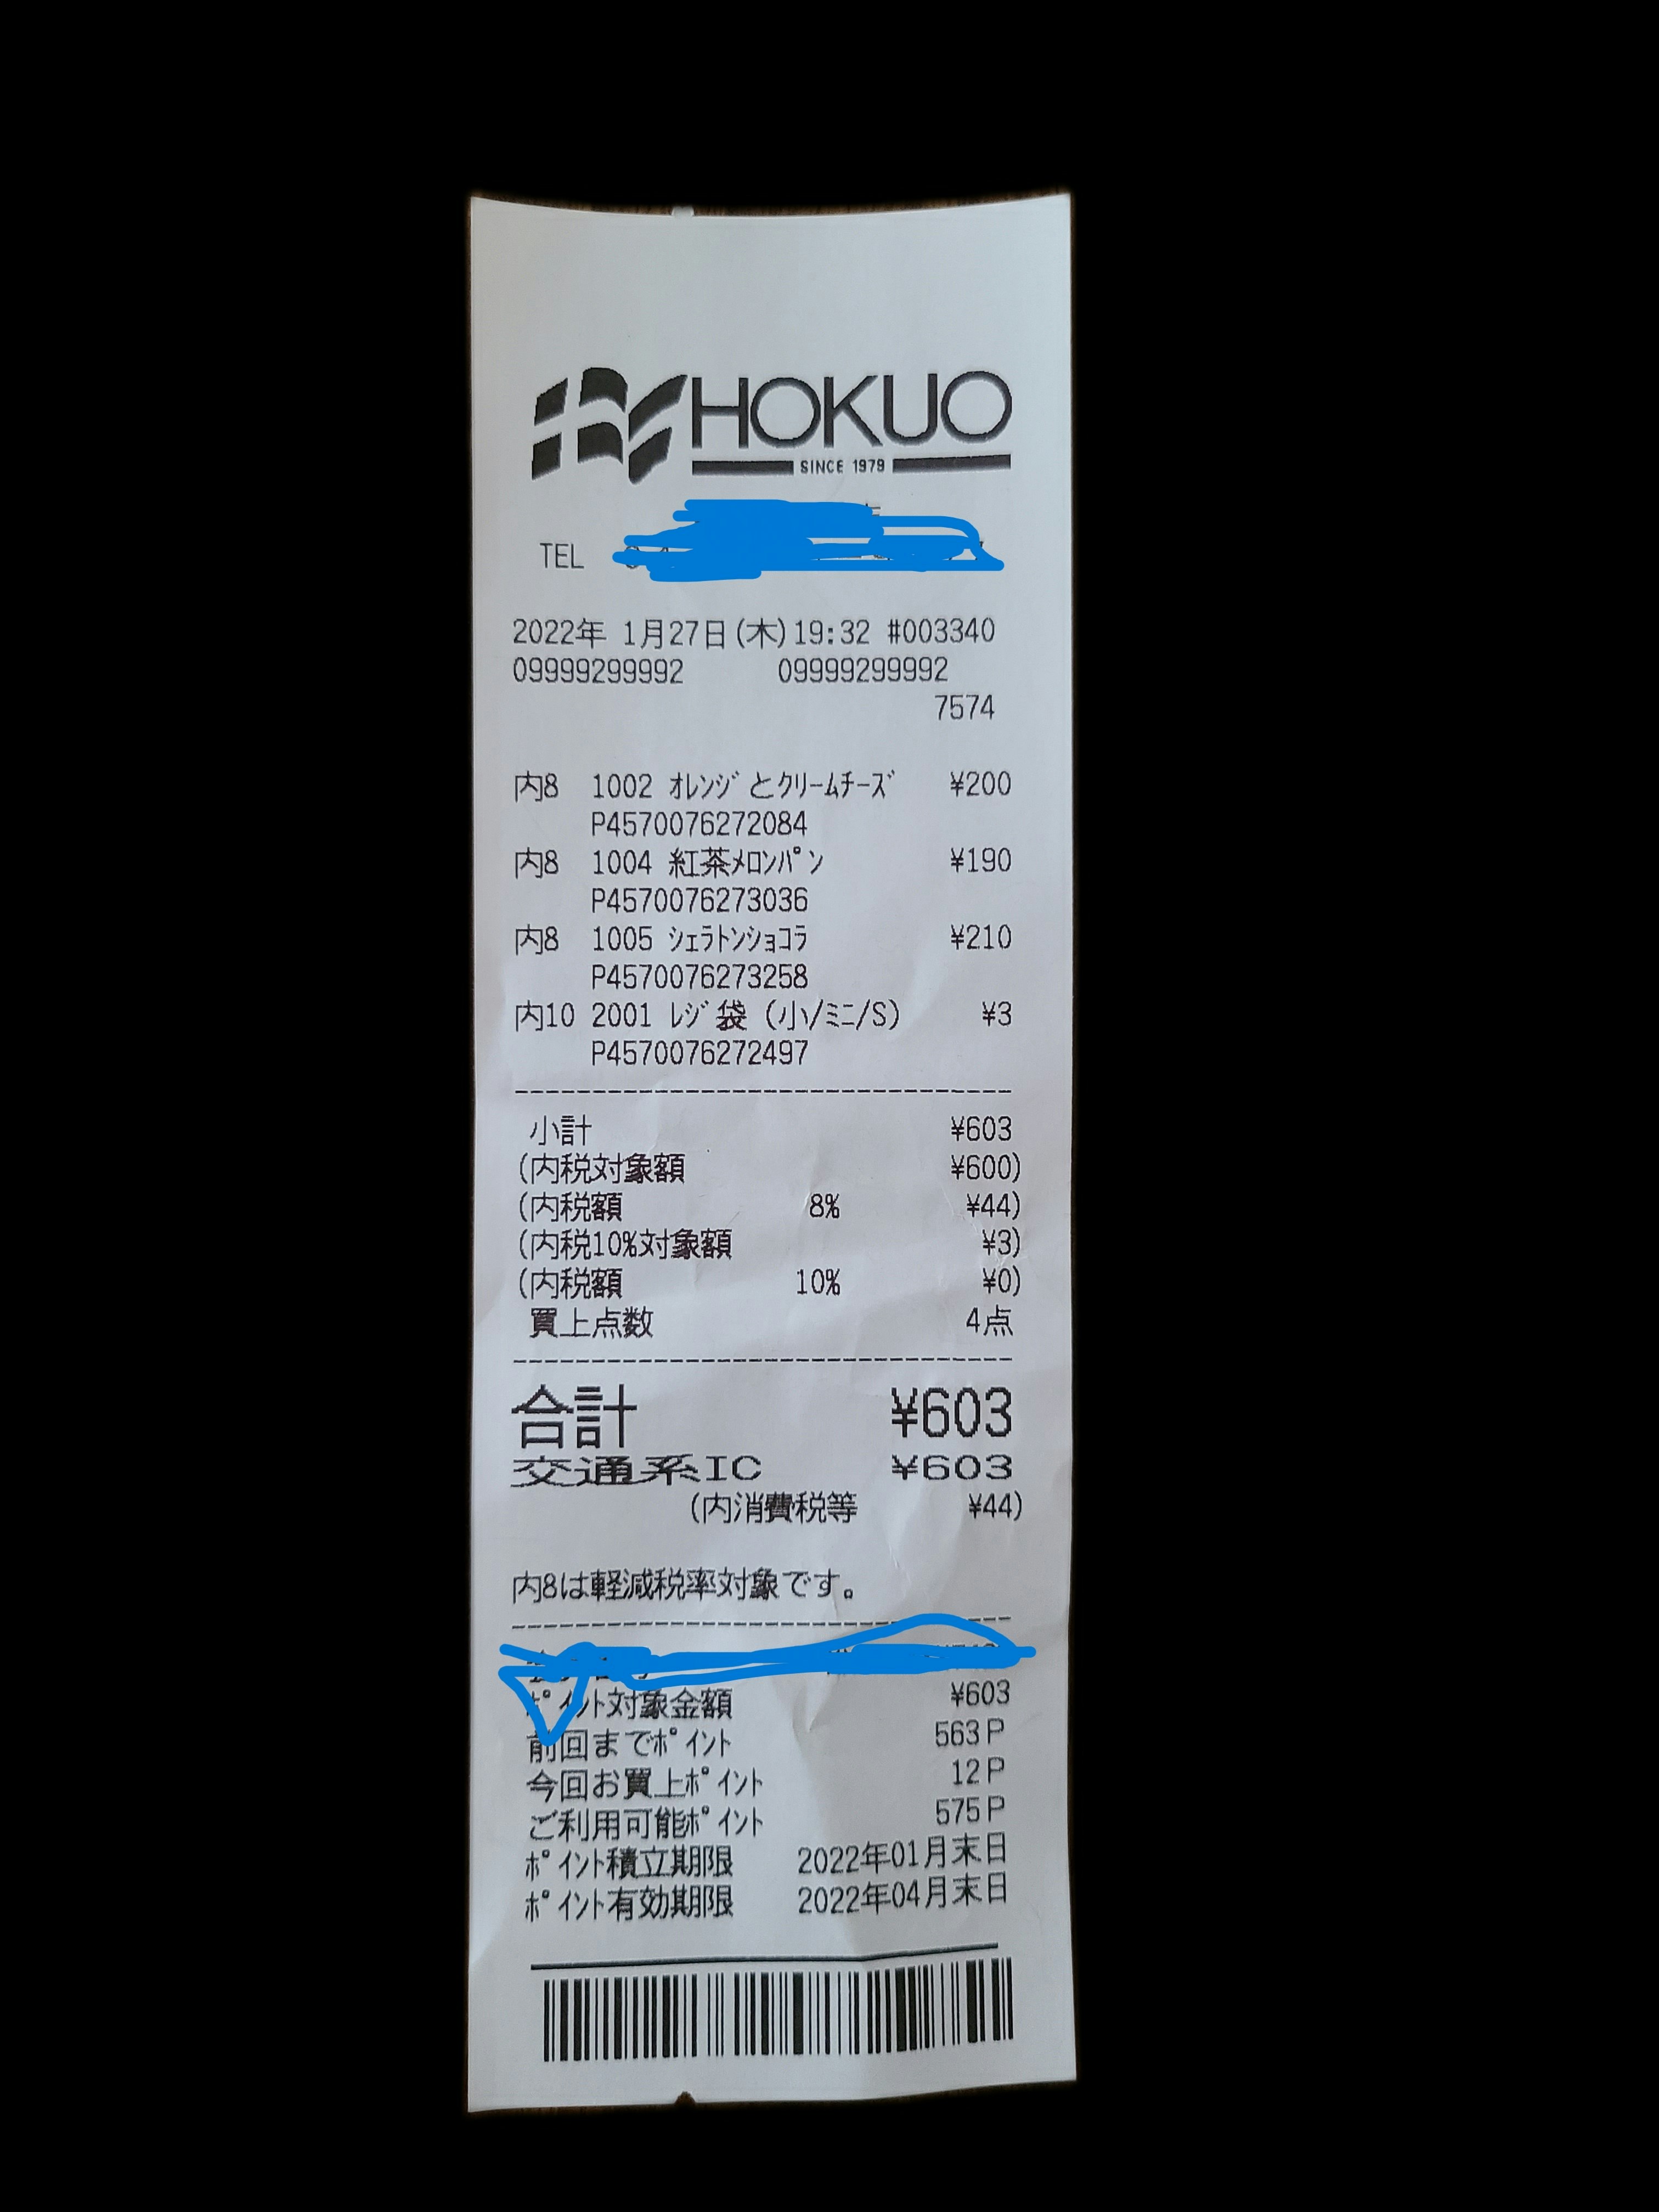 HOKUO
SINCE 1979
TEL
2022年 1月27日(木)19:32 #003340
09999299992 09999299992
7574
内8 1002 ｵﾚﾝｼﾞとｸﾘｰﾑﾁｰｽﾞ ¥200
P4570076272084
内8 1004 紅茶ﾒﾛﾝﾊﾟﾝ ¥190
P4570076273036
内8 1005 ｼｪﾗﾄﾝｼｮｺﾗ ¥210
P4570076273258
内10 2001 ﾚｼﾞ袋（小/ﾐﾆ/S） ¥3
P4570076272497
小計 ¥603
(内税対象額 ¥600)
(内税額 8% ¥44)
(内税10%対象額 ¥3)
(内税額 10% ¥0)
買上点数 4点
合計 ¥603
交通系IC ¥603
(内消費税等 ¥44)
内8は軽減税率対象です。
ﾎﾟｲﾝﾄ対象金額 ¥603
前回までﾎﾟｲﾝﾄ 563P
今回お買上ﾎﾟｲﾝﾄ 12P
ご利用可能ﾎﾟｲﾝﾄ 575P
ﾎﾟｲﾝﾄ積立期限 2022年01月末日
ﾎﾟｲﾝﾄ有効期限 2022年04月末日